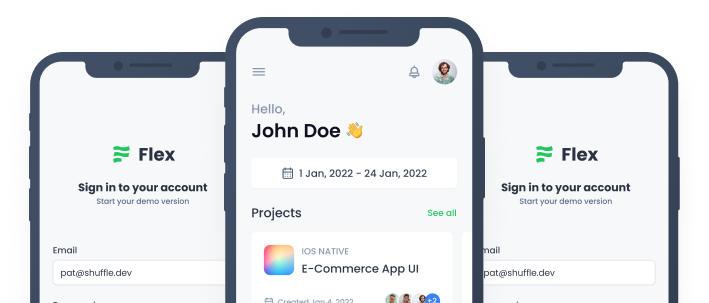 Flex
Sign in to your account
Start your demo version
Email
pat@shuffle.dev
Hello,
John Doe 👋
1 Jan, 2022 - 24 Jan, 2022
Projects See all
IOS NATIVE
E-Commerce App UI
Created Jan 4, 2022
+2
Flex
Sign in to your account
Start your demo version
mail
pat@shuffle.dev